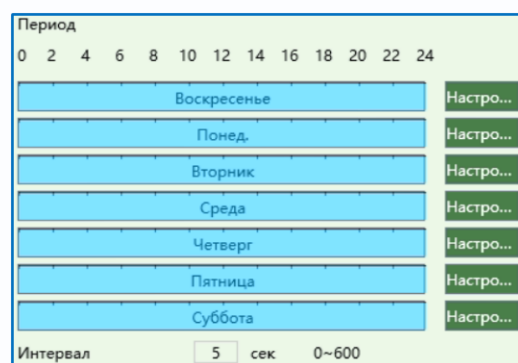 Период
0 2 4 6 8 10 12 14 16 18 20 22 24
Воскресенье Настро...
Понед. Настро...
Вторник Настро...
Среда Настро...
Четверг Настро...
Пятница Настро...
Суббота Настро...
Интервал 5 сек 0~600